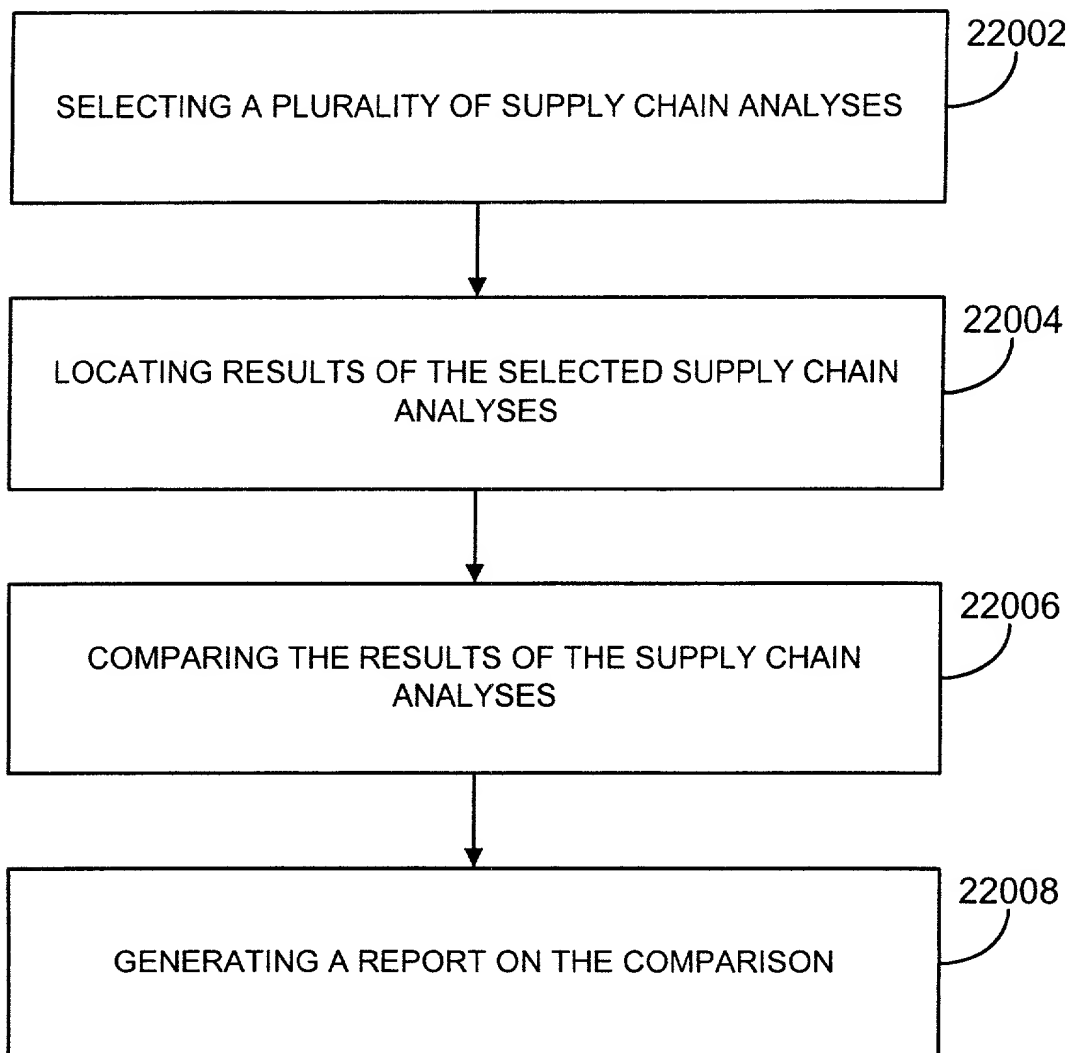 22002
SELECTING A PLURALITY OF SUPPLY CHAIN ANALYSES
22004
LOCATING RESULTS OF THE SELECTED SUPPLY CHAIN
ANALYSES
22006
COMPARING THE RESULTS OF THE SUPPLY CHAIN
ANALYSES
22008
GENERATING A REPORT ON THE COMPARISON